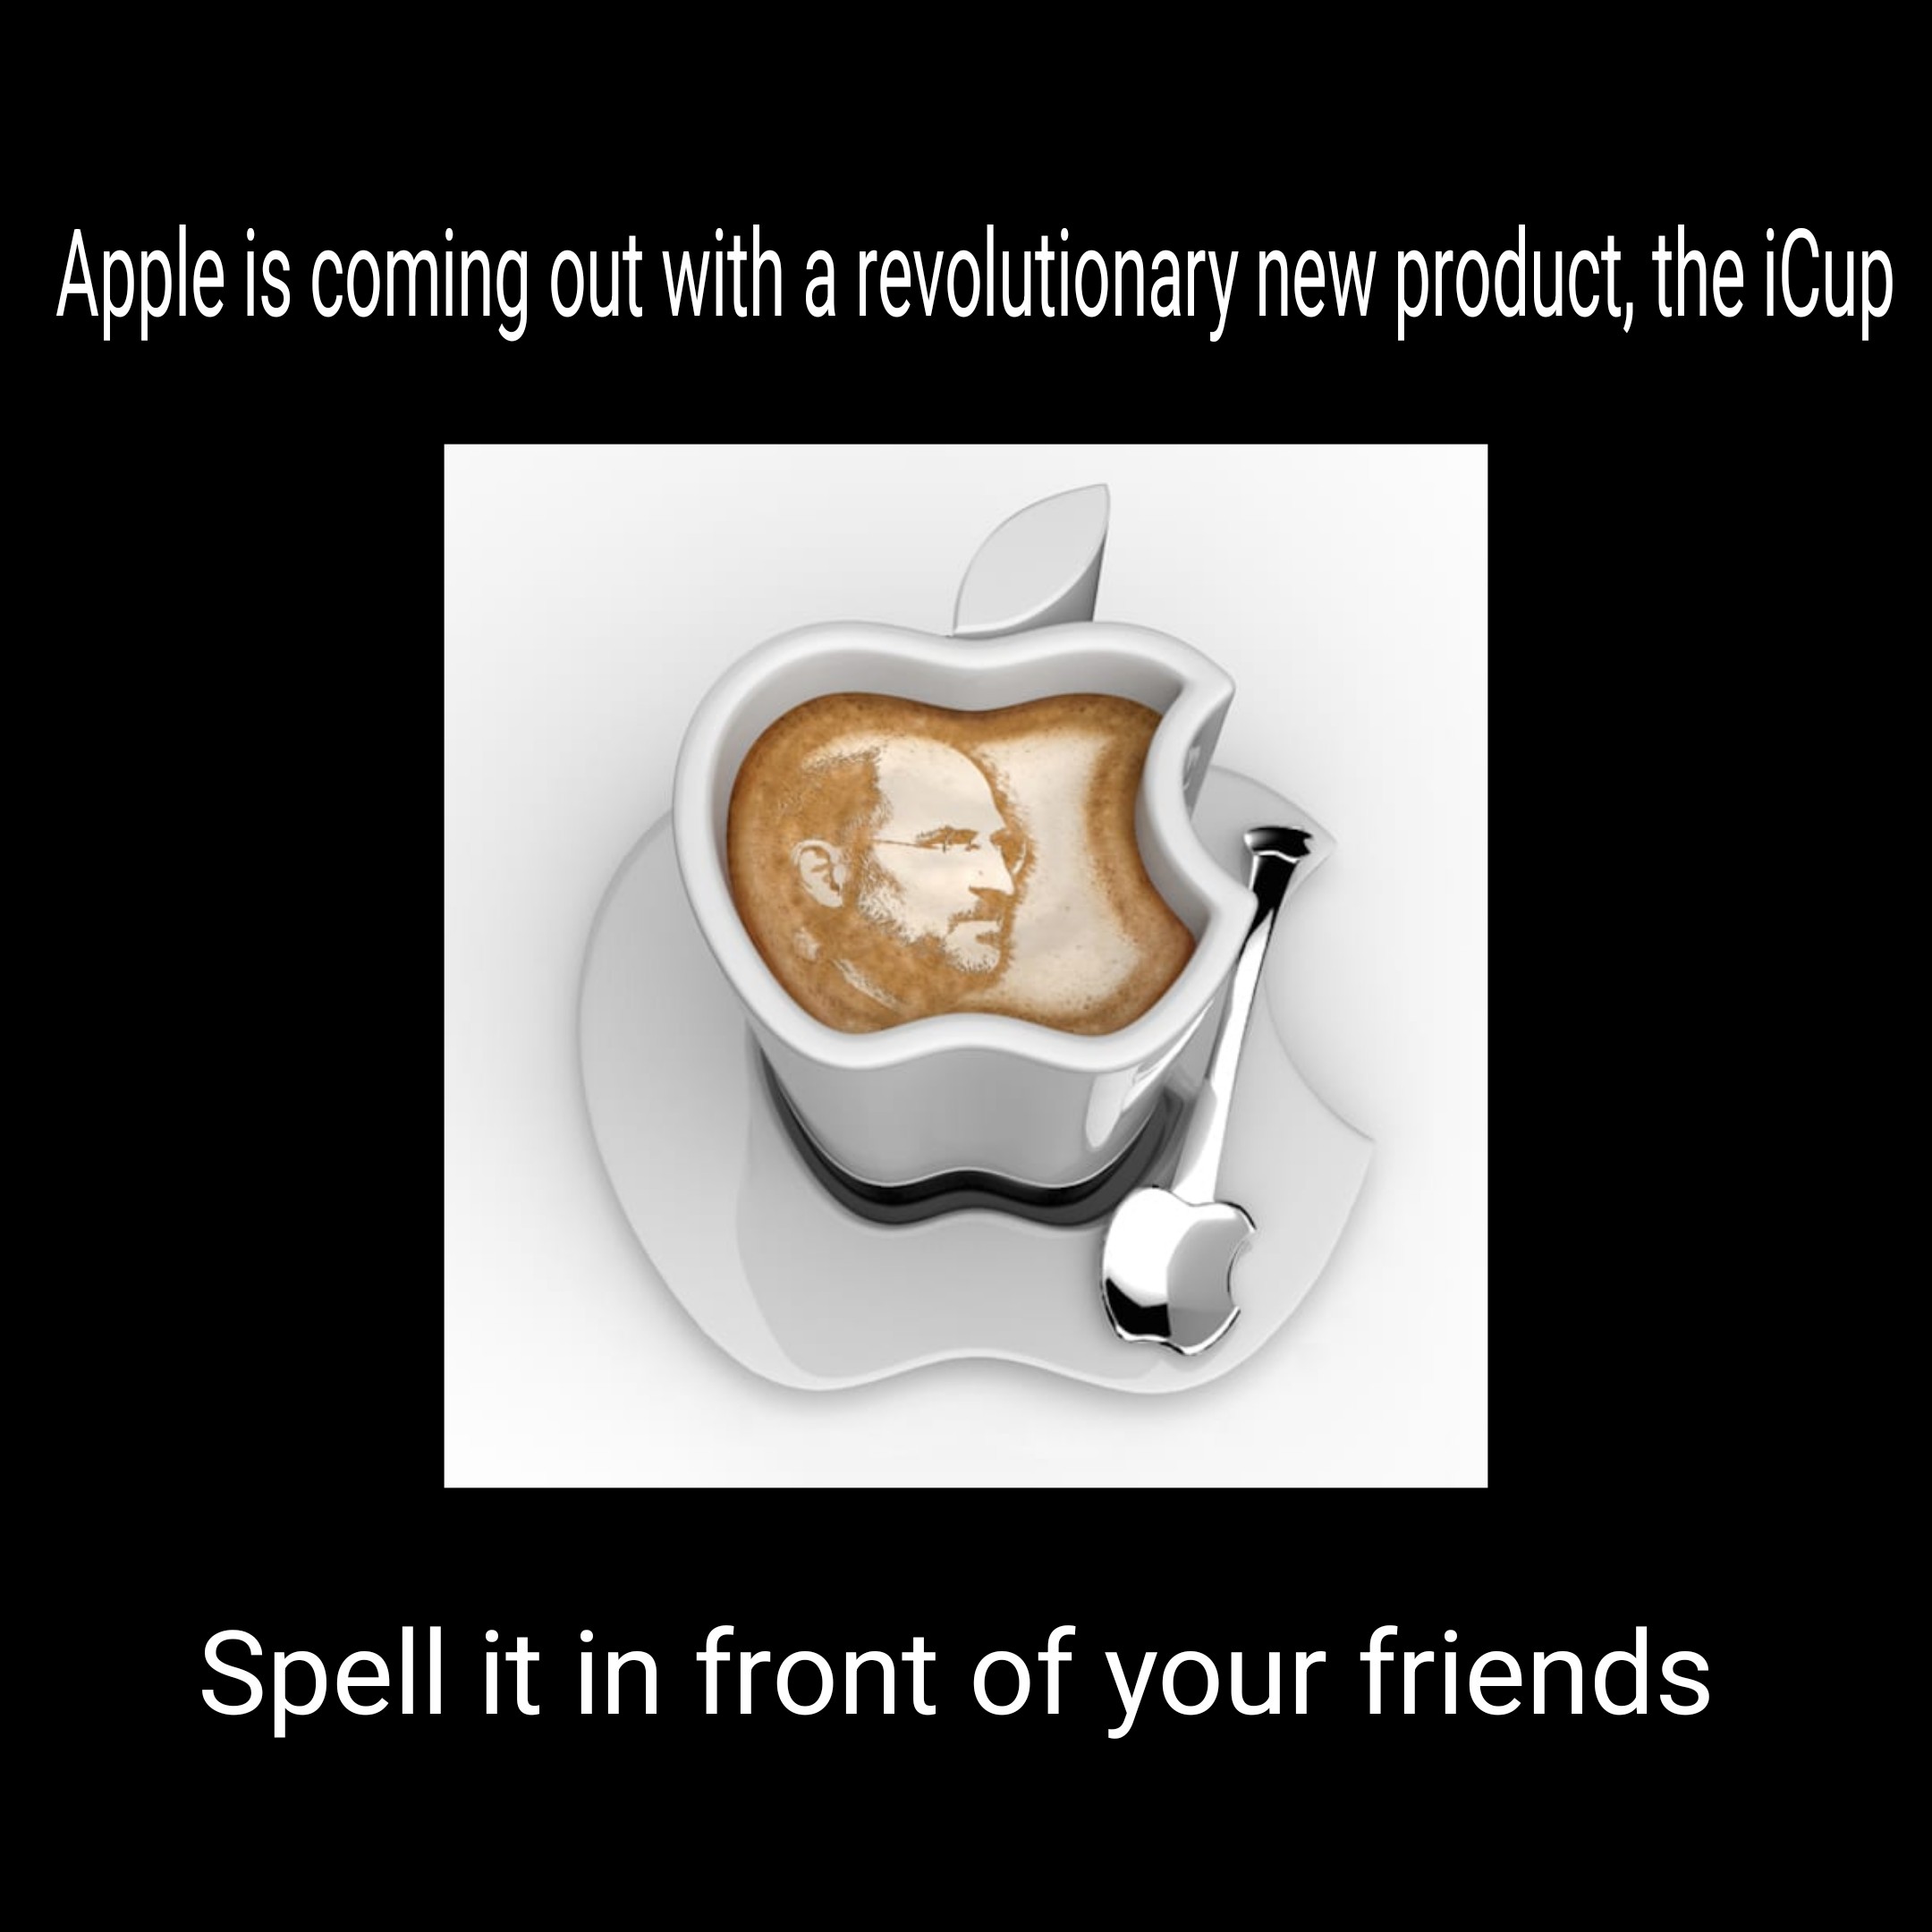 Apple is coming out with a revolutionary new product, the iCup
Spell it in front of your friends